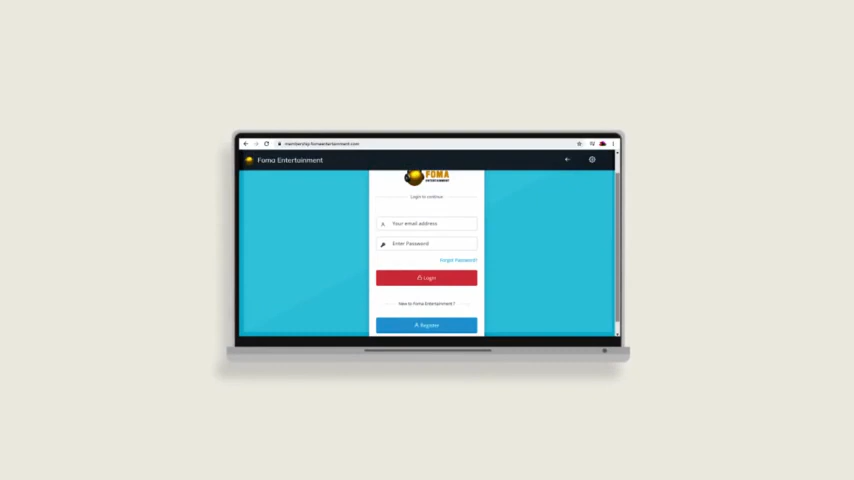 membership.fomaentertainment.com
Foma Entertainment
FOMA
ENTERTAINMENT
Login to continue
Your email address
Enter Password
Forgot Password?
Login
New to Foma Entertainment?
Register